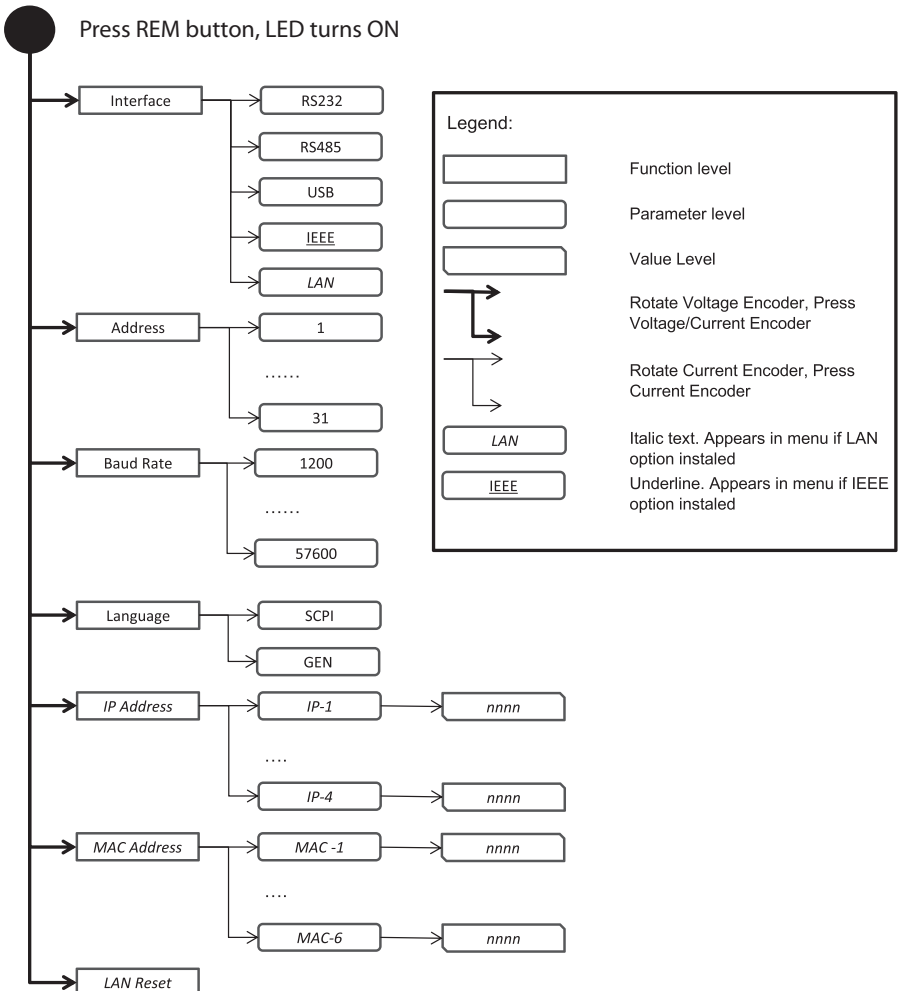 Press REM button, LED turns ON
Interface
RS232
RS485
USB
IEEE
LAN
Address
1
......
31
Baud Rate
1200
......
57600
Language
SCPI
GEN
IP Address
IP-1
nnnn
....
IP-4
nnnn
MAC Address
MAC -1
nnnn
....
MAC-6
nnnn
LAN Reset
Legend:
Function level
Parameter level
Value Level
Rotate Voltage Encoder, Press
Voltage/Current Encoder
Rotate Current Encoder, Press
Current Encoder
LAN
Italic text. Appears in menu if LAN
option instaled
IEEE
Underline. Appears in menu if IEEE
option instaled